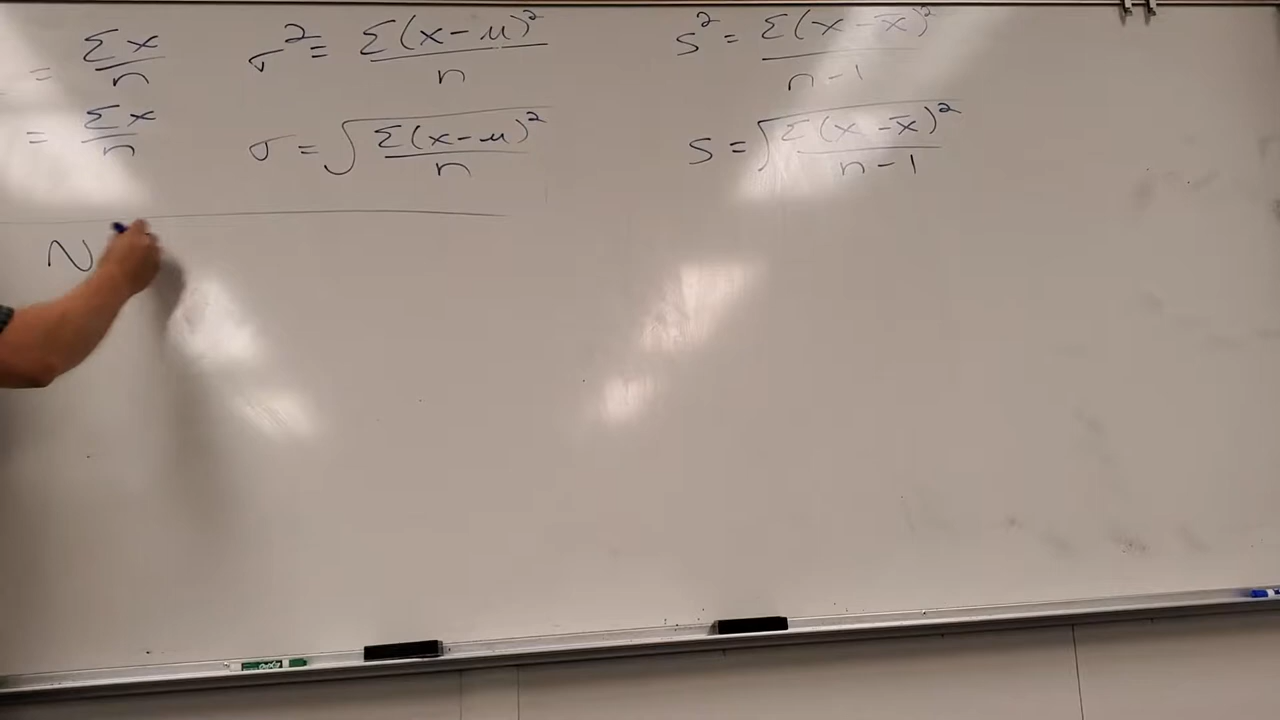 = Σx/n σ² = Σ(x-μ)²/n s² = Σ(x-x̄)²/n-1
= Σx/n σ = √Σ(x-μ)²/n s = √Σ(x-x̄)²/n-1
N